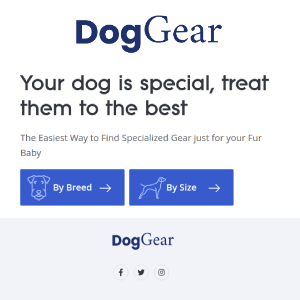 DogGear
Your dog is special, treat
them to the best
The Easiest Way to Find Specialized Gear just for your Fur
Baby
By Breed
By Size
DogGear